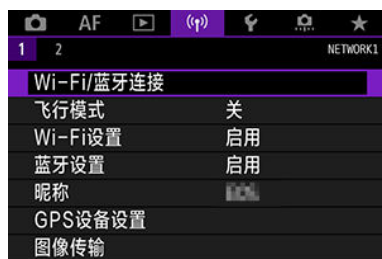 AF
1 2 NETWORK1
Wi-Fi/蓝牙连接
飞行模式 关
Wi-Fi设置 启用
蓝牙设置 启用
昵称
GPS设备设置
图像传输